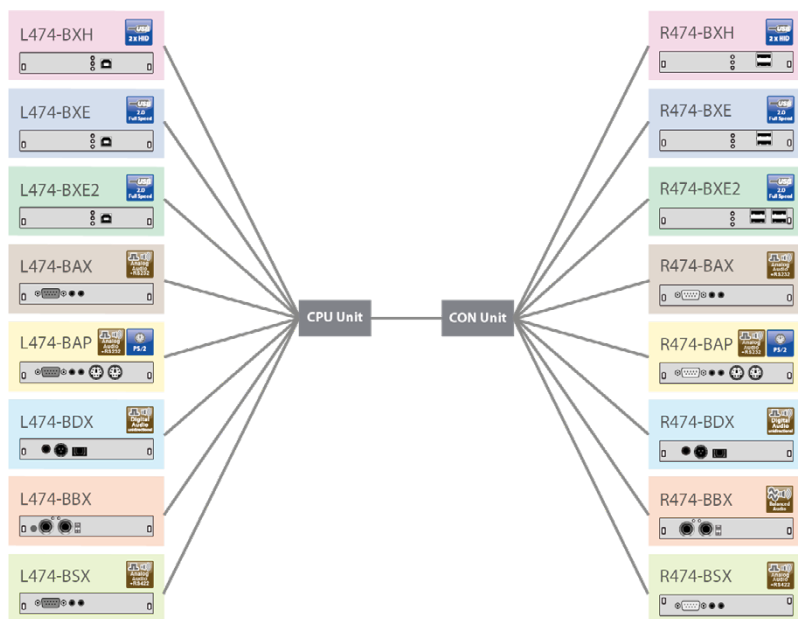 L474-BXH
USB
2 x HID
L474-BXE
USB
2.0
Full Speed
L474-BXE2
USB
2.0
Full Speed
L474-BAX
Analog
Audio
+RS232
L474-BAP
Analog
Audio
+RS232
PS/2
L474-BDX
Digital
Audio
unidirectional
L474-BBX
L474-BSX
Analog
Audio
+RS422
CPU Unit
CON Unit
R474-BXH
USB
2 x HID
R474-BXE
USB
2.0
Full Speed
R474-BXE2
USB
2.0
Full Speed
R474-BAX
Analog
Audio
+RS232
R474-BAP
Analog
Audio
+RS232
PS/2
R474-BDX
Digital
Audio
unidirectional
R474-BBX
Balanced
Audio
R474-BSX
Analog
Audio
+RS422